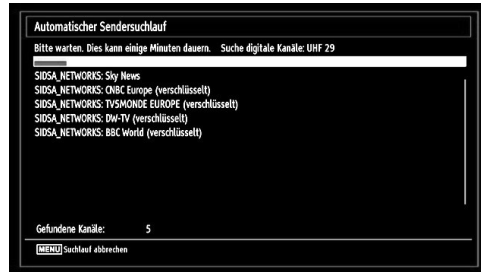 Automatischer Sendersuchlauf
Bitte warten. Dies kann einige Minuten dauern. Suche digitale Kanäle: UHF 29
SIDSA_NETWORKS: Sky News
SIDSA_NETWORKS: CNBC Europe (verschlüsselt)
SIDSA_NETWORKS: TV5MONDE EUROPE (verschlüsselt)
SIDSA_NETWORKS: DW-TV (verschlüsselt)
SIDSA_NETWORKS: BBC World (verschlüsselt)
Gefundene Kanäle: 5
MENU Suchlauf abbrechen